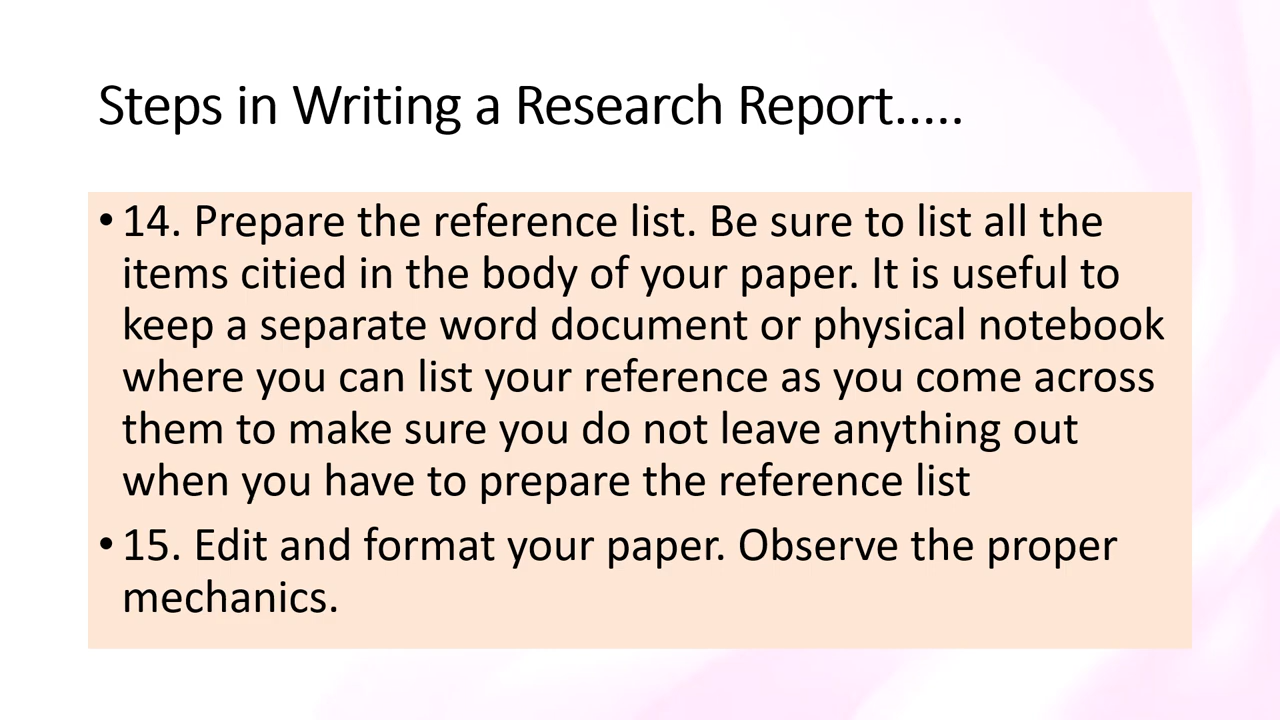 Steps in Writing a Research Report.....
• 14. Prepare the reference list. Be sure to list all the
items citied in the body of your paper. It is useful to
keep a separate word document or physical notebook
where you can list your reference as you come across
them to make sure you do not leave anything out
when you have to prepare the reference list
• 15. Edit and format your paper. Observe the proper
mechanics.